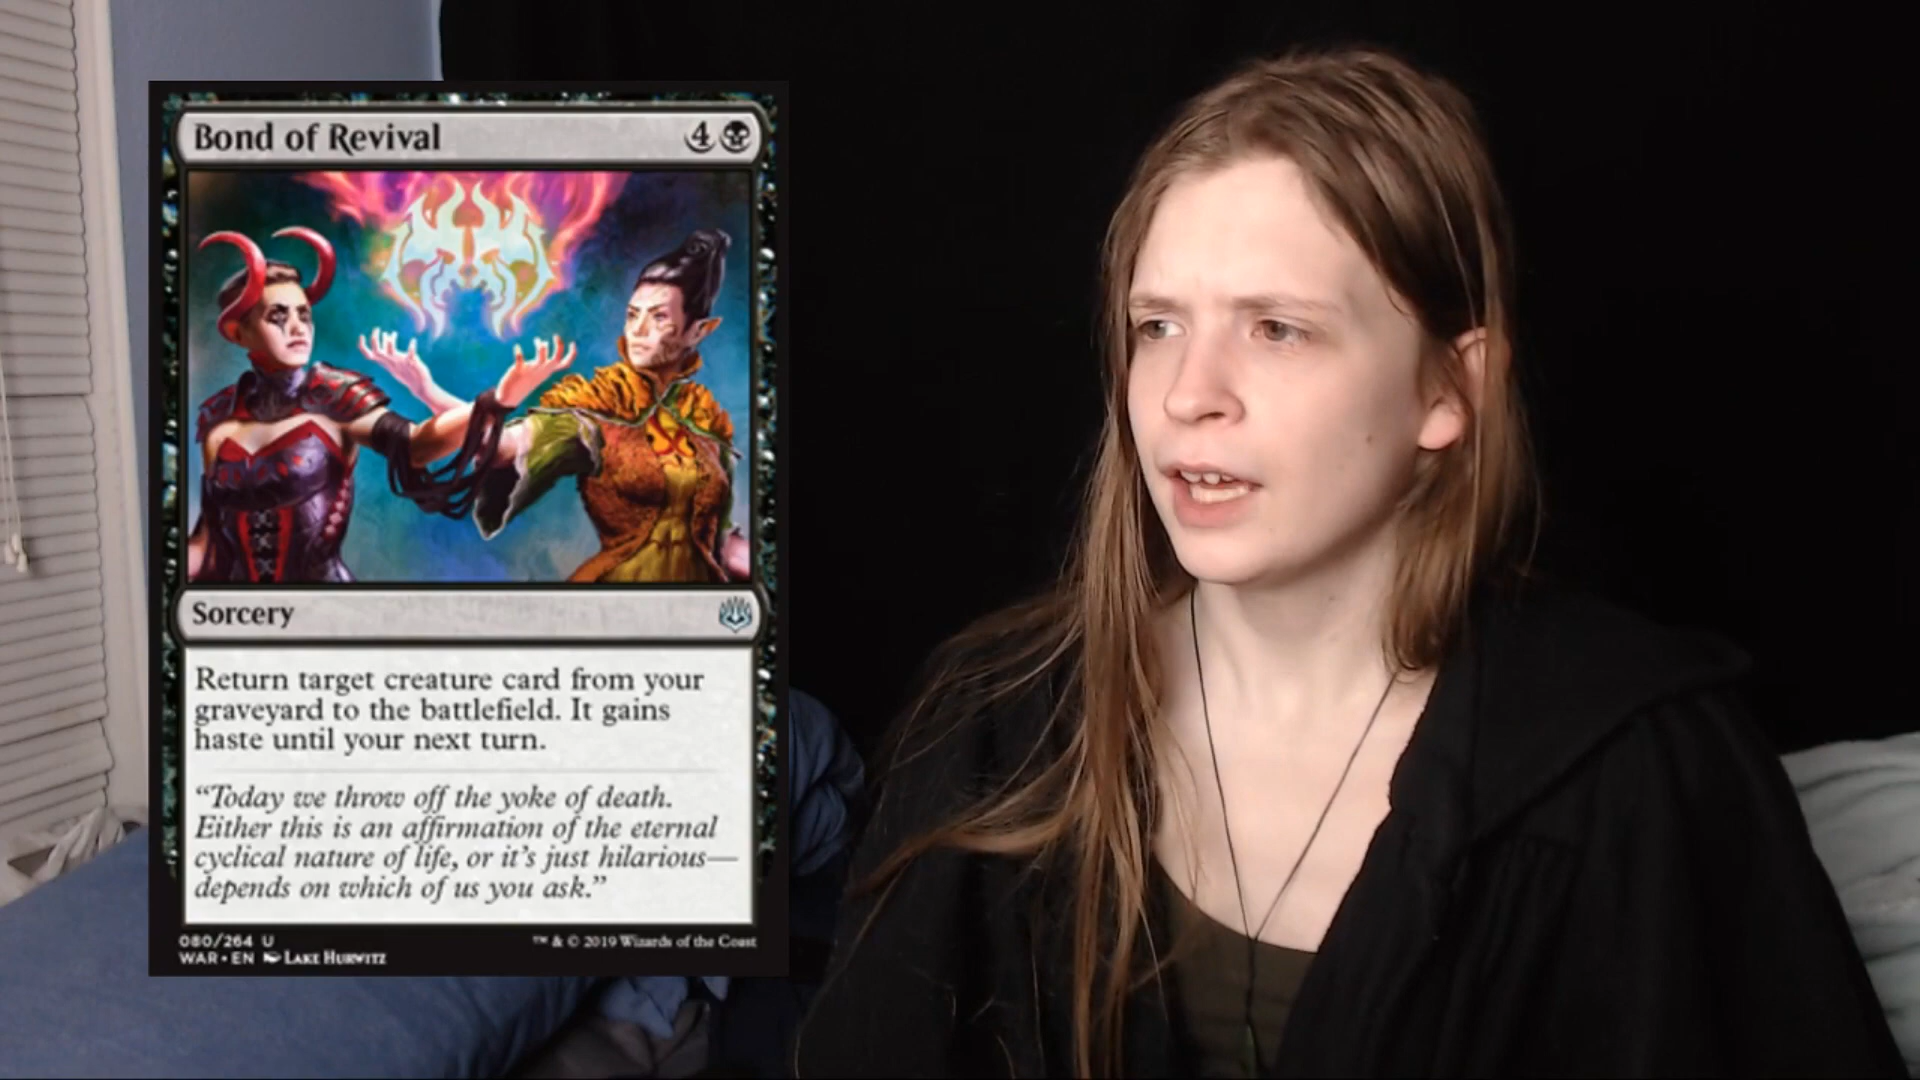 Bond of Revival 4
Sorcery
Return target creature card from your
graveyard to the battlefield. It gains
haste until your next turn.
“Today we throw off the yoke of death.
Either this is an affirmation of the eternal
cyclical nature of life, or it’s just hilarious—
depends on which of us you ask.”
080/264 U
™ & © 2019 Wizards of the Coast
WAR • EN LAKE HURWITZ